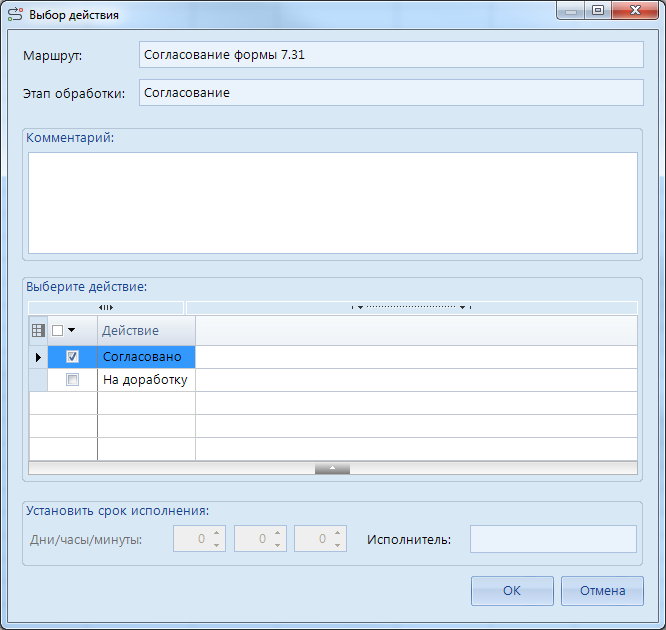 Выбор действия
Маршрут: Согласование формы 7.31
Этап обработки: Согласование
Комментарий:
Выберите действие:
Действие
Согласовано
На доработку
Установить срок исполнения:
Дни/часы/минуты: 0 0 0 Исполнитель:
ОК Отмена